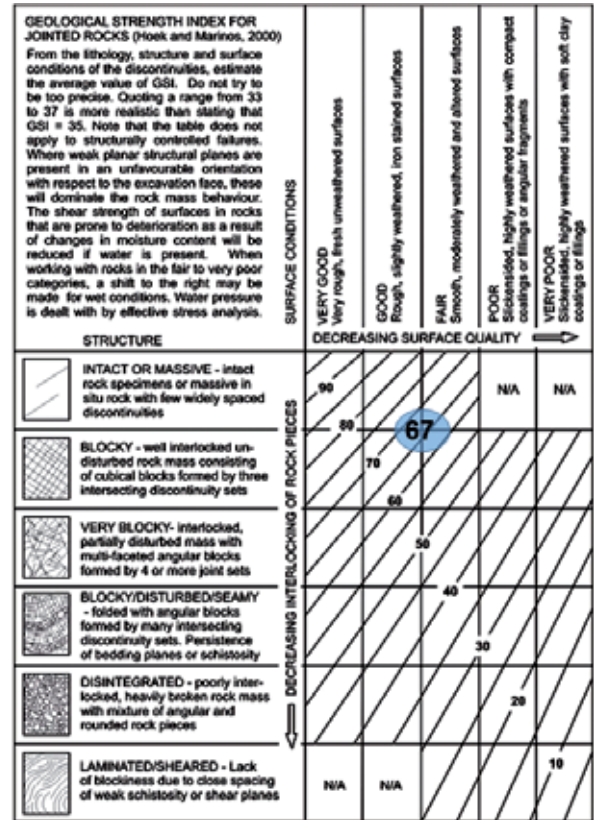 GEOLOGICAL STRENGTH INDEX FOR
JOINTED ROCKS (Hoek and Marinos, 2000)
From the lithology, structure and surface
conditions of the discontinuities, estimate
the average value of GSI. Do not try to
be too precise. Quoting a range from 33
to 37 is more realistic than stating that
GSI = 35. Note that the table does not
apply to structurally controlled failures.
Where weak planar structural planes are
present in an unfavourable orientation
with respect to the excavation face, these
will dominate the rock mass behaviour.
The shear strength of surfaces in rocks
that are prone to deterioration as a result
of changes in moisture content will be
reduced if water is present. When
working with rocks in the fair to very poor
categories, a shift to the right may be
made for wet conditions. Water pressure
is dealt with by effective stress analysis.
STRUCTURE
SURFACE CONDITIONS
VERY GOOD
Very rough, fresh unweathered surfaces
GOOD
Rough, slightly weathered, iron stained surfaces
FAIR
Smooth, moderately weathered and altered surfaces
POOR
Slickensided, highly weathered surfaces with compact
coatings or fillings or angular fragments
VERY POOR
Slickensided, highly weathered surfaces with soft clay
coatings or fillings
DECREASING SURFACE QUALITY
DECREASING INTERLOCKING OF ROCK PIECES
INTACT OR MASSIVE - intact
rock specimens or massive in
situ rock with few widely spaced
discontinuities
90
N/A
N/A
80
67
BLOCKY - well interlocked un-
disturbed rock mass consisting
of cubical blocks formed by three
intersecting discontinuity sets
70
60
VERY BLOCKY- interlocked,
partially disturbed mass with
multi-faceted angular blocks
formed by 4 or more joint sets
50
BLOCKY/DISTURBED/SEAMY
- folded with angular blocks
formed by many intersecting
discontinuity sets. Persistence
of bedding planes or schistosity
40
30
DISINTEGRATED - poorly inter-
locked, heavily broken rock mass
with mixture of angular and
rounded rock pieces
20
LAMINATED/SHEARED - Lack
of blockiness due to close spacing
of weak schistosity or shear planes
N/A
N/A
10